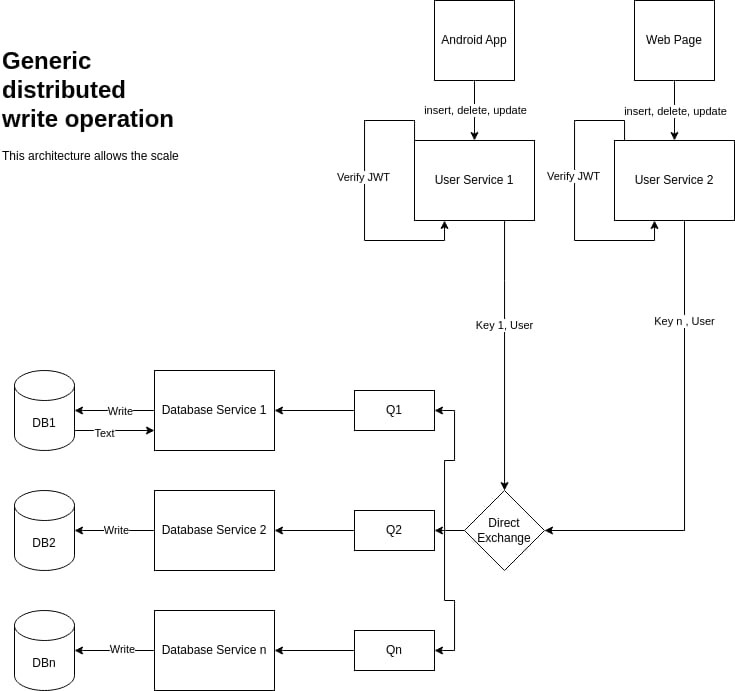 Generic
distributed
write operation
This architecture allows the scale
Android App
Web Page
insert, delete, update
insert, delete, update
Verify JWT
User Service 1
Verify JWT
User Service 2
Key 1, User
Key n , User
DB1
Write
Text
Database Service 1
Q1
DB2
Write
Database Service 2
Q2
Direct
Exchange
DBn
Write
Database Service n
Qn